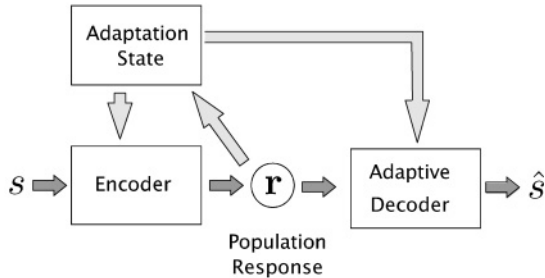 Adaptation
State
s
Encoder
r
Adaptive
Decoder
ŝ
Population
Response